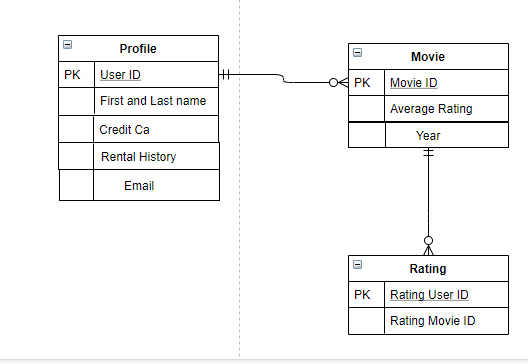 Profile
PK User ID
First and Last name
Credit Ca
Rental History
Email
Movie
PK Movie ID
Average Rating
Year
Rating
PK Rating User ID
Rating Movie ID